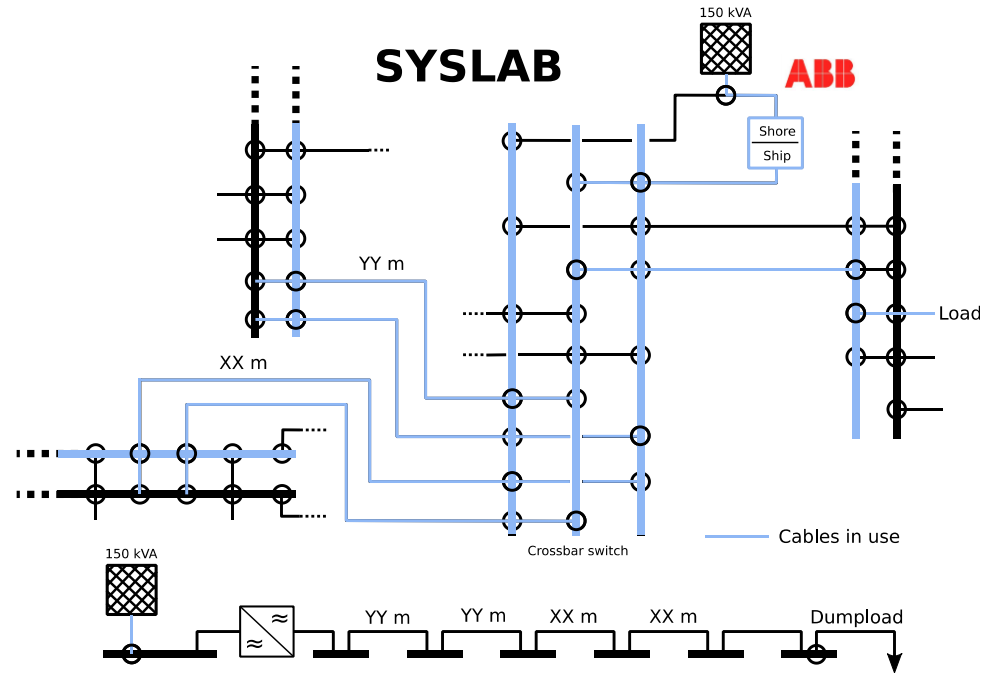 150 kVA
SYSLAB
ABB
Shore
Ship
YY m
Load
XX m
Cables in use
Crossbar switch
150 kVA
≈
≈
YY m
YY m
XX m
XX m
Dumpload